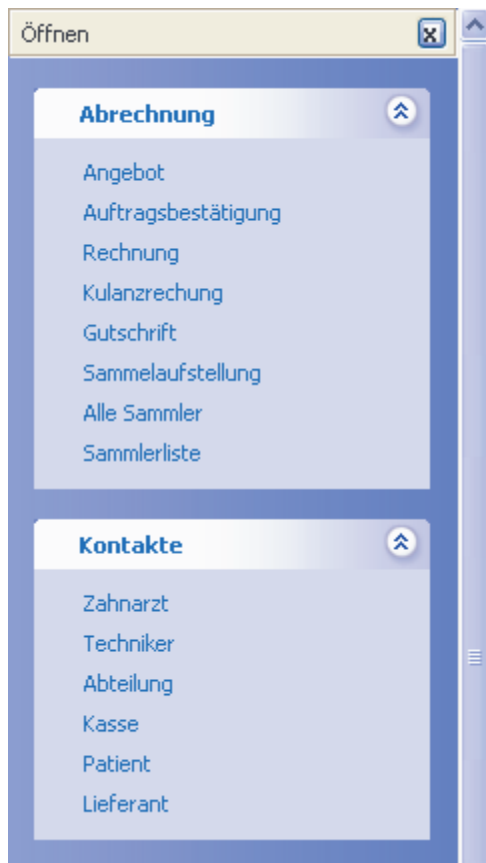 Öffnen
Abrechnung
Angebot
Auftragsbestätigung
Rechnung
Kulanzrechung
Gutschrift
Sammelaufstellung
Alle Sammler
Sammlerliste
Kontakte
Zahnarzt
Techniker
Abteilung
Kasse
Patient
Lieferant